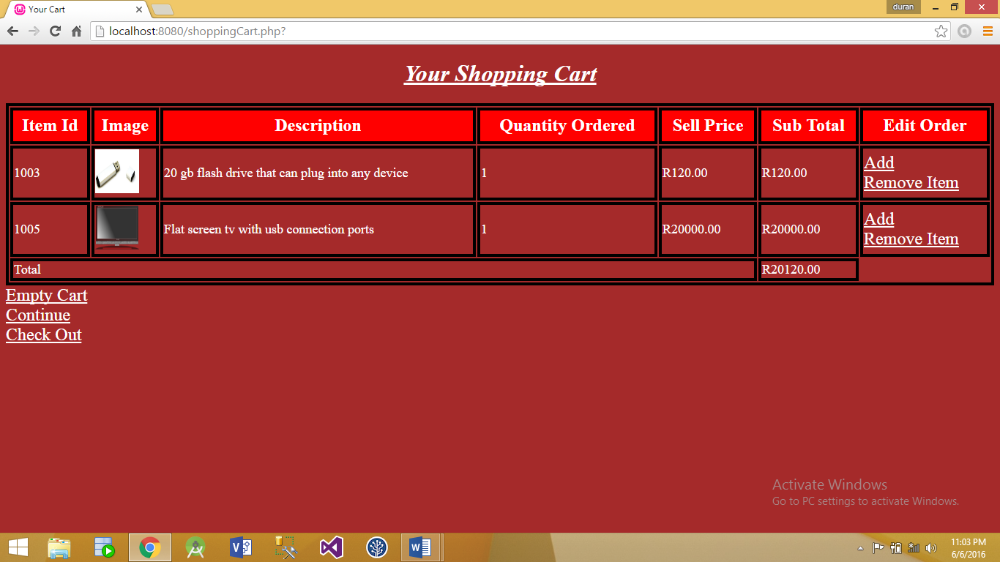 Your Cart
duran
localhost:8080/shoppingCart.php?
Your Shopping Cart
Item Id Image Description Quantity Ordered Sell Price Sub Total Edit Order
1003 20 gb flash drive that can plug into any device 1 R120.00 R120.00 Add
Remove Item
1005 Flat screen tv with usb connection ports 1 R20000.00 R20000.00 Add
Remove Item
Total R20120.00
Empty Cart
Continue
Check Out
Activate Windows
Go to PC settings to activate Windows.
11:03 PM
6/6/2016